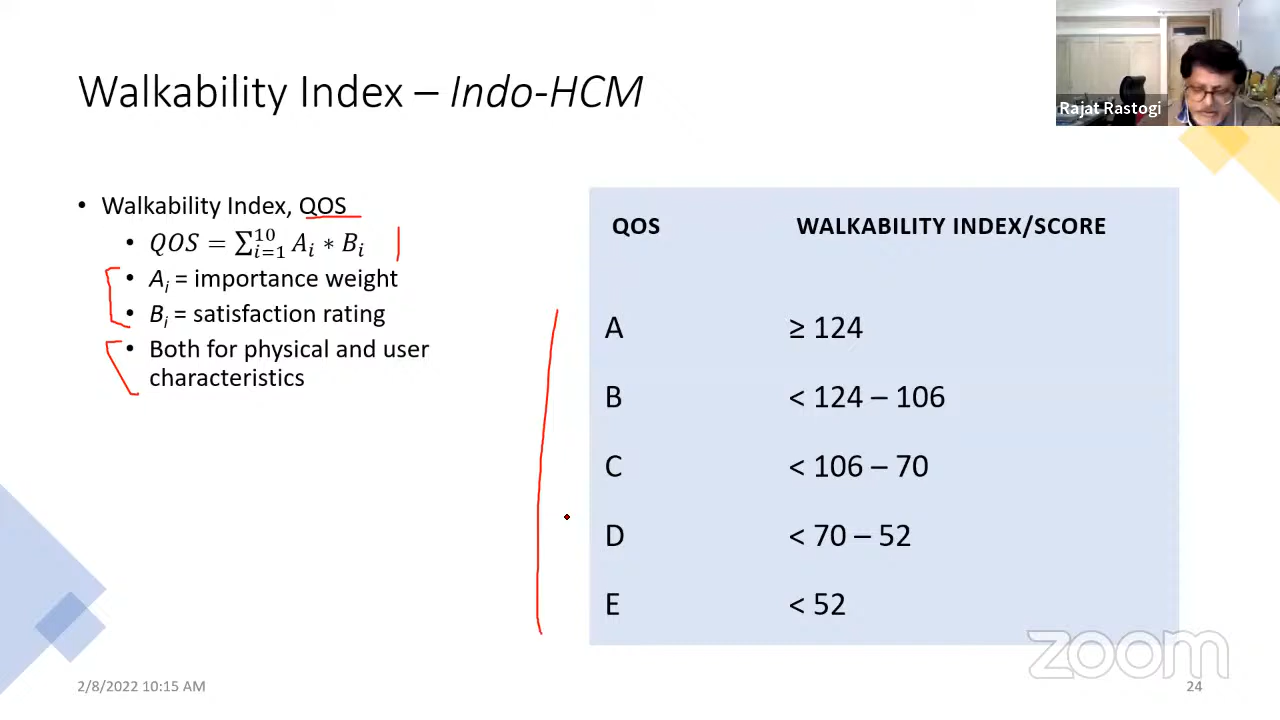 Walkability Index – Indo-HCM
Rajat Rastogi
• Walkability Index, QOS
• QOS = ∑_{i=1}^{10} A_i * B_i
• A_i = importance weight
• B_i = satisfaction rating
• Both for physical and user
characteristics
QOS WALKABILITY INDEX/SCORE
A ≥ 124
B < 124 – 106
C < 106 – 70
D < 70 – 52
E < 52
zoom
2/8/2022 10:15 AM
24